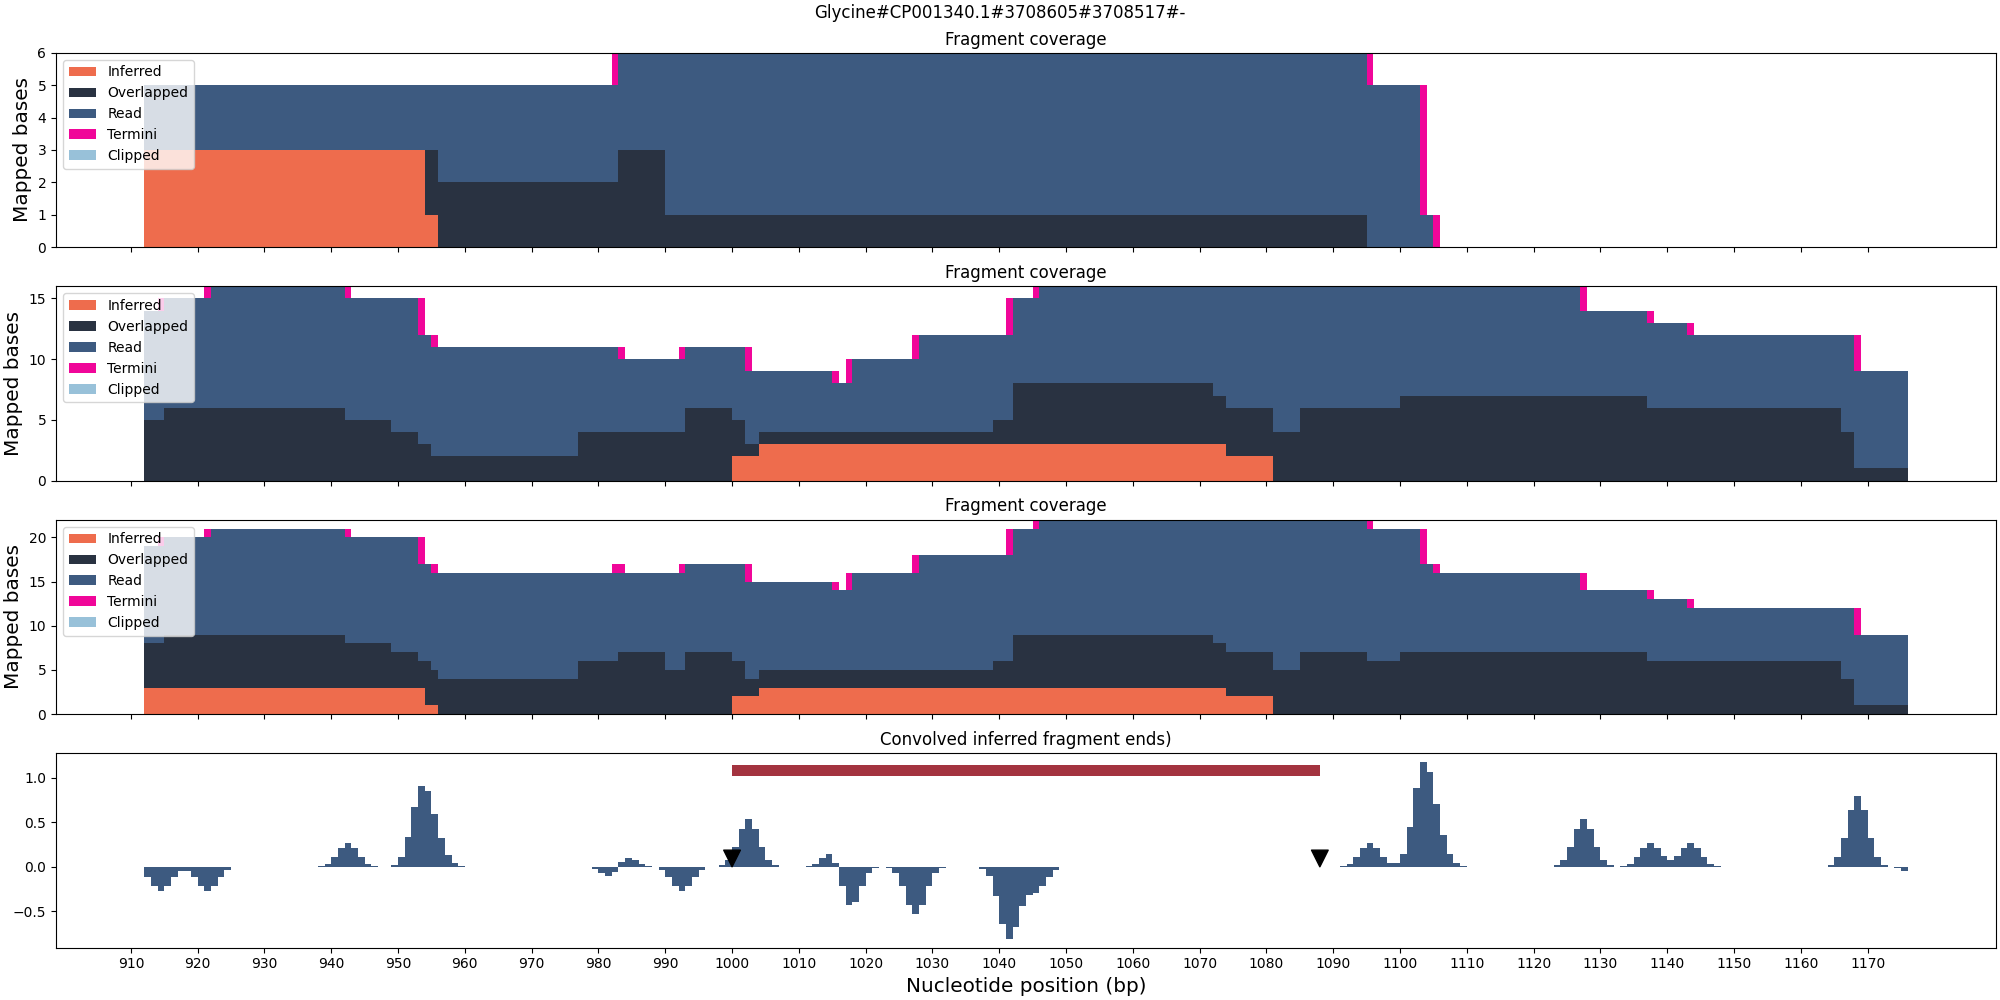 Glycine#CP001340.1#3708605#3708517#-
Fragment coverage
Mapped bases
6
5
4
3
2
1
0
Inferred
Overlapped
Read
Termini
Clipped
Fragment coverage
Mapped bases
15
10
5
0
Inferred
Overlapped
Read
Termini
Clipped
Fragment coverage
Mapped bases
20
15
10
5
0
Inferred
Overlapped
Read
Termini
Clipped
Convolved inferred fragment ends)
1.0
0.5
0.0
−0.5
910 920 930 940 950 960 970 980 990 1000 1010 1020 1030 1040 1050 1060 1070 1080 1090 1100 1110 1120 1130 1140 1150 1160 1170
Nucleotide position (bp)